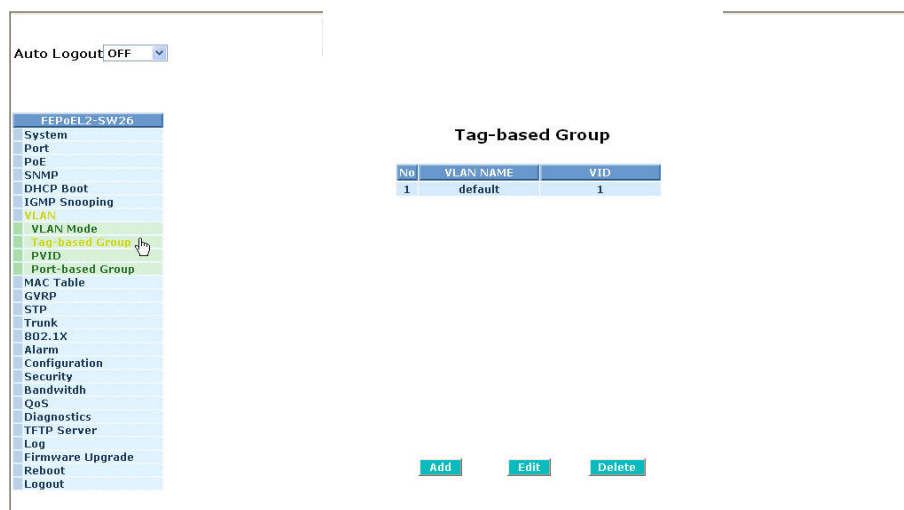 Auto Logout OFF
FEPoEL2-SW26
System
Port
PoE
SNMP
DHCP Boot
IGMP Snooping
VLAN
VLAN Mode
Tag-based Group
PVID
Port-based Group
MAC Table
GVRP
STP
Trunk
802.1X
Alarm
Configuration
Security
Bandwitdh
QoS
Diagnostics
TFTP Server
Log
Firmware Upgrade
Reboot
Logout
Tag-based Group
No VLAN NAME VID
1 default 1
Add Edit Delete